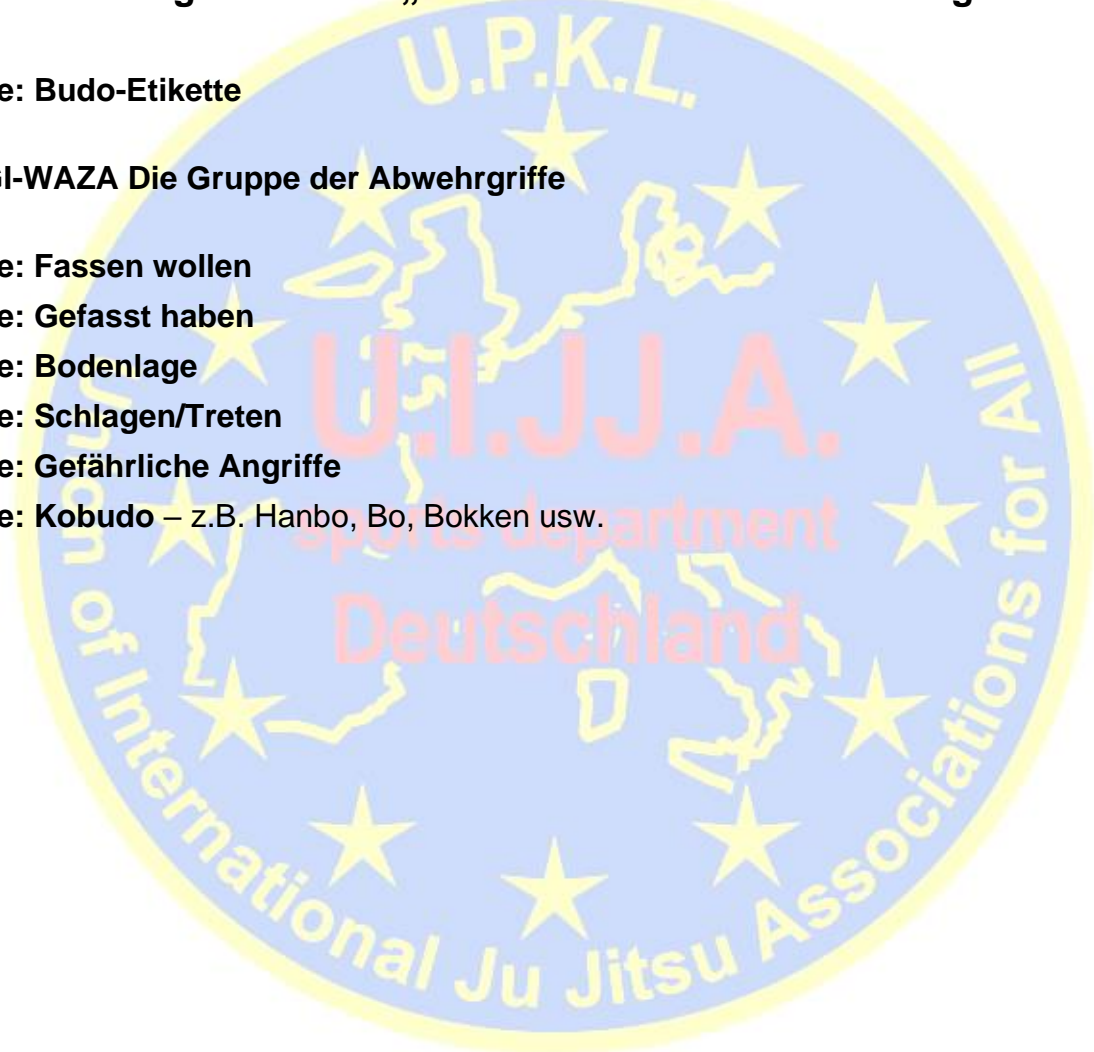 e: Budo-Etikette
GI-WAZA Die Gruppe der Abwehrgriffe
e: Fassen wollen
e: Gefasst haben
e: Bodenlage
e: Schlagen/Treten
e: Gefährliche Angriffe
e: Kobudo – z.B. Hanbo, Bo, Bokken usw.
U.P.K.L.
U.I.J.J.A.
sports department
Deutschland
Union of International Ju Jitsu Associations for All